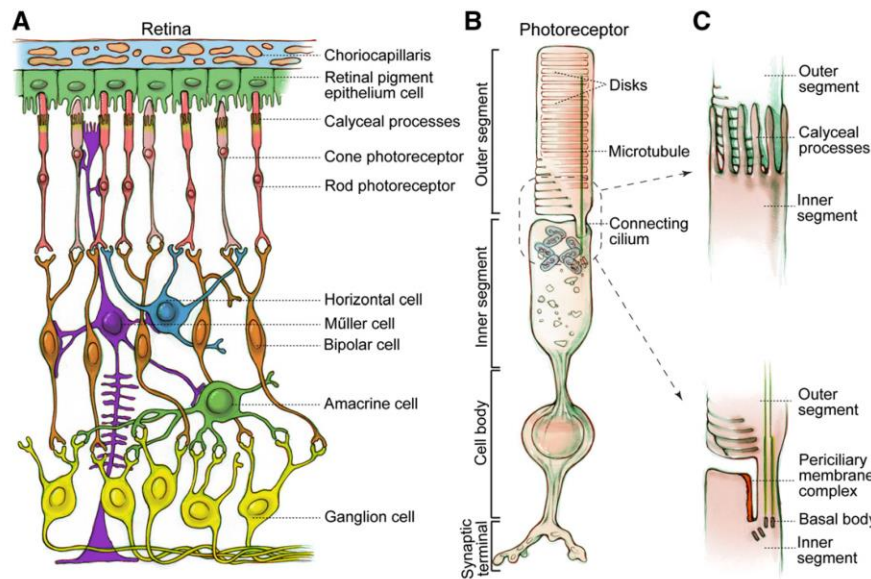 A
Retina
Choriocapillaris
Retinal pigment
epithelium cell
Calyceal processes
Cone photoreceptor
Rod photoreceptor
Horizontal cell
Műller cell
Bipolar cell
Amacrine cell
Ganglion cell
B
Photoreceptor
Outer segment
Inner segment
Cell body
Synaptic
terminal
Disks
Microtubule
Connecting
cilium
C
Outer
segment
Calyceal
processes
Inner
segment
Outer
segment
Periciliary
membrane
complex
Basal body
Inner
segment